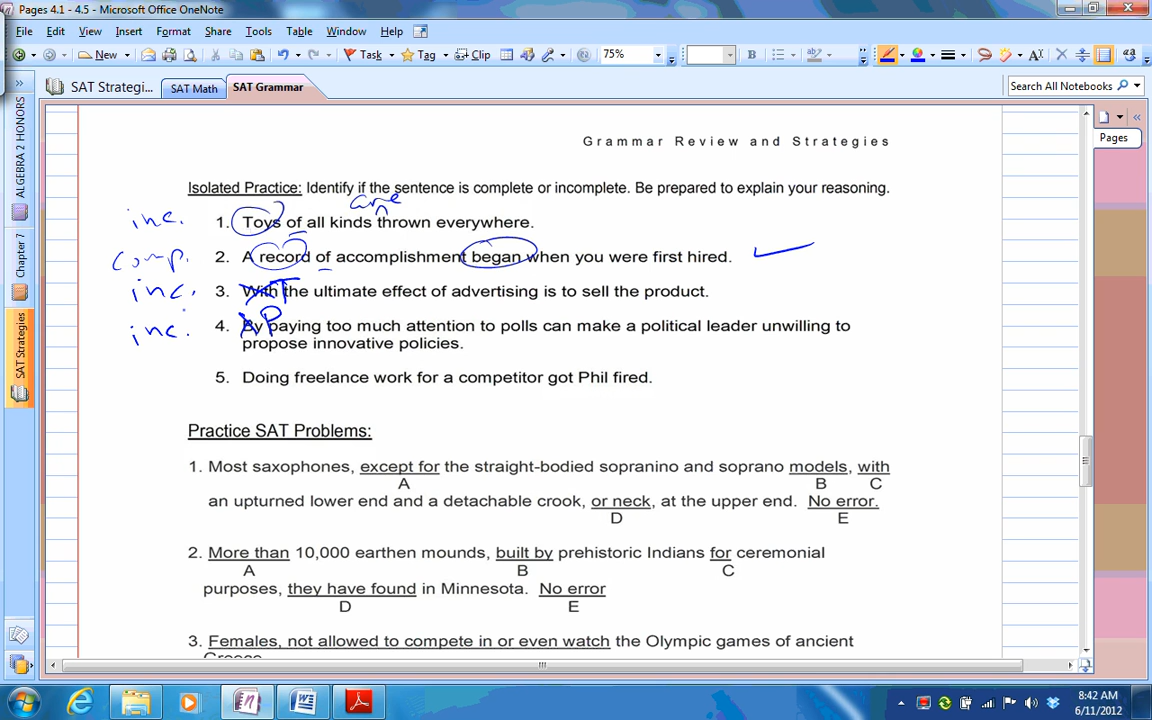 Pages 4.1 - 4.5 - Microsoft Office OneNote
File Edit View Insert Format Share Tools Table Window Help
New Task Tag Clip 75% B ab A
SAT Strategi... SAT Math SAT Grammar Search All Notebooks
Pages
ALGEBRA 2 HONORS
Chapter 7
SAT Strategies
Grammar Review and Strategies
Isolated Practice: Identify if the sentence is complete or incomplete. Be prepared to explain your reasoning.
are
inc. 1. Toys of all kinds thrown everywhere.
comp. 2. A record of accomplishment began when you were first hired.
inc. 3. With T the ultimate effect of advertising is to sell the product.
inc. 4. By P paying too much attention to polls can make a political leader unwilling to
propose innovative policies.
5. Doing freelance work for a competitor got Phil fired.
Practice SAT Problems:
1. Most saxophones, except for the straight-bodied sopranino and soprano models, with
A B C
an upturned lower end and a detachable crook, or neck, at the upper end. No error.
D E
2. More than 10,000 earthen mounds, built by prehistoric Indians for ceremonial
A B C
purposes, they have found in Minnesota. No error
D E
3. Females, not allowed to compete in or even watch the Olympic games of ancient
Greece
8:42 AM
6/11/2012